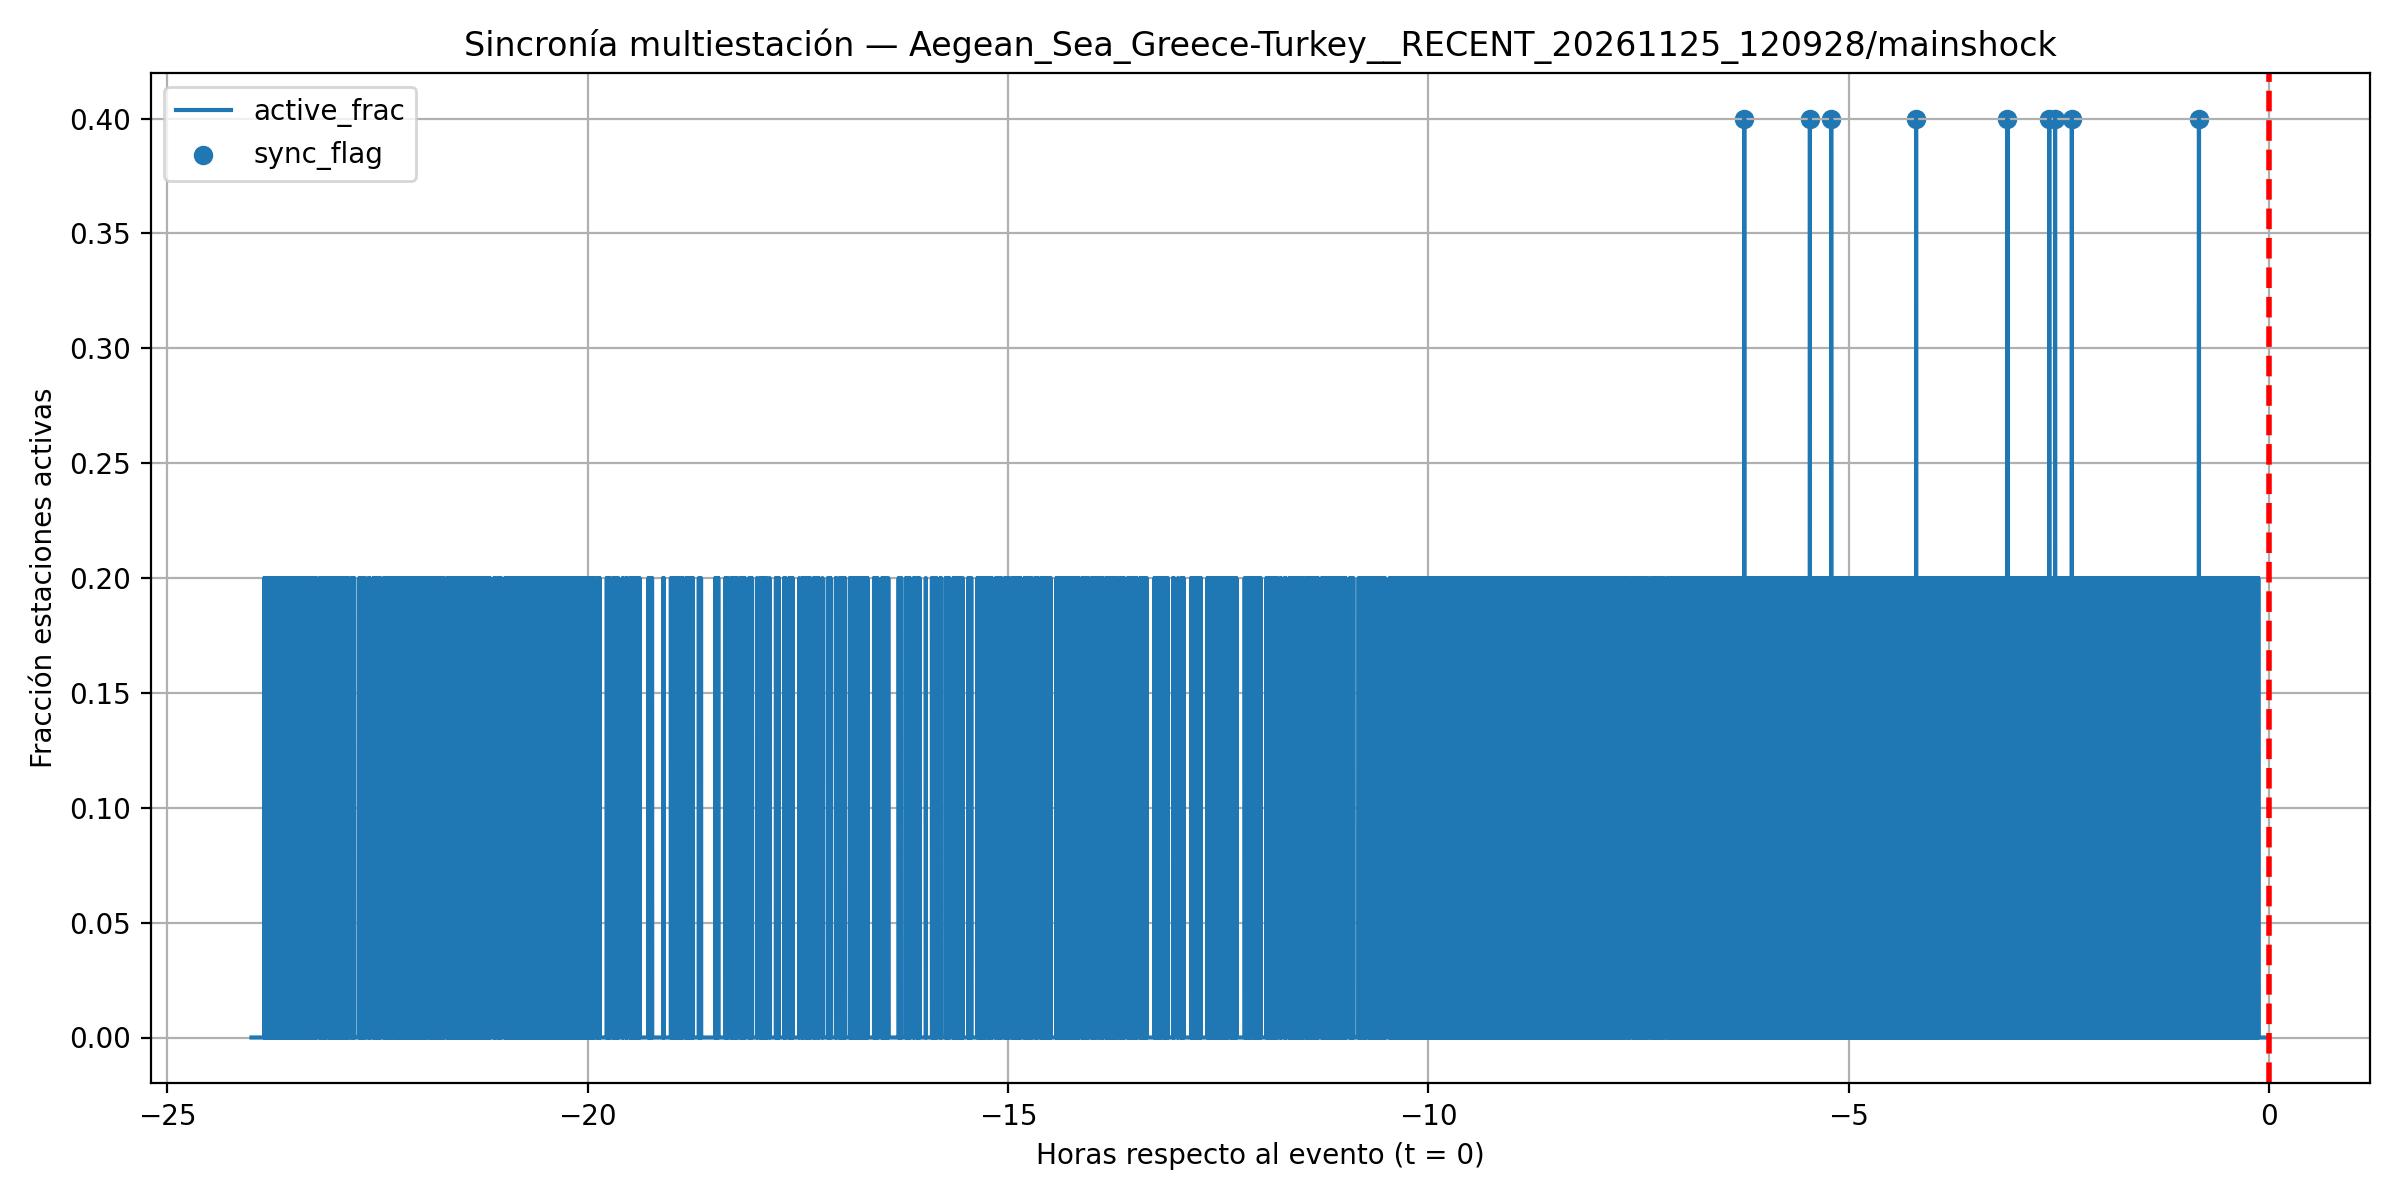 Sincronía multiestación — Aegean_Sea_Greece-Turkey__RECENT_20261125_120928/mainshock
active_frac
sync_flag
Fracción estaciones activas
0.40
0.35
0.30
0.25
0.20
0.15
0.10
0.05
0.00
−25 −20 −15 −10 −5 0
Horas respecto al evento (t = 0)